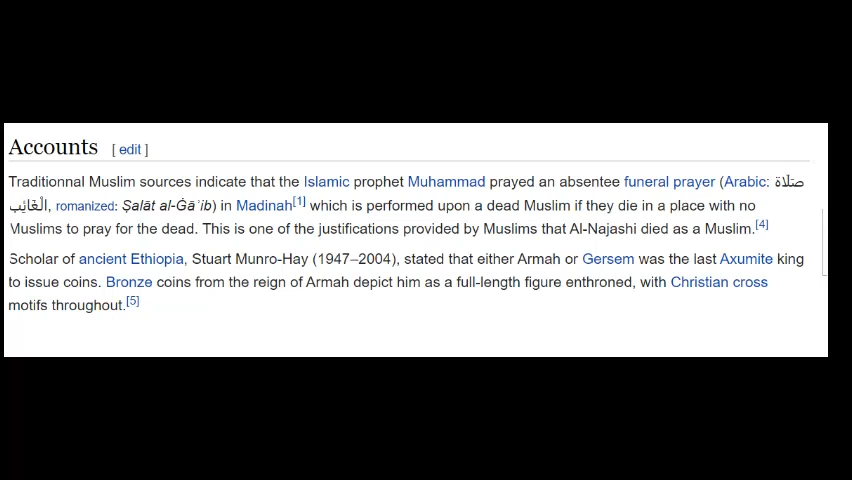 Accounts [ edit ]
Traditionnal Muslim sources indicate that the Islamic prophet Muhammad prayed an absentee funeral prayer (Arabic: صَلَاة
الْغَائِب, romanized: Ṣalāt al-Ġāʾib) in Madinah[1] which is performed upon a dead Muslim if they die in a place with no
Muslims to pray for the dead. This is one of the justifications provided by Muslims that Al-Najashi died as a Muslim.[4]
Scholar of ancient Ethiopia, Stuart Munro-Hay (1947–2004), stated that either Armah or Gersem was the last Axumite king
to issue coins. Bronze coins from the reign of Armah depict him as a full-length figure enthroned, with Christian cross
motifs throughout.[5]